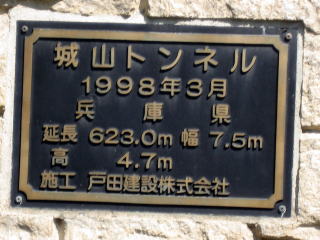 城山トンネル
1998年3月
兵庫県
延長 623.0m 幅 7.5m
高 4.7m
施工 戸田建設株式会社